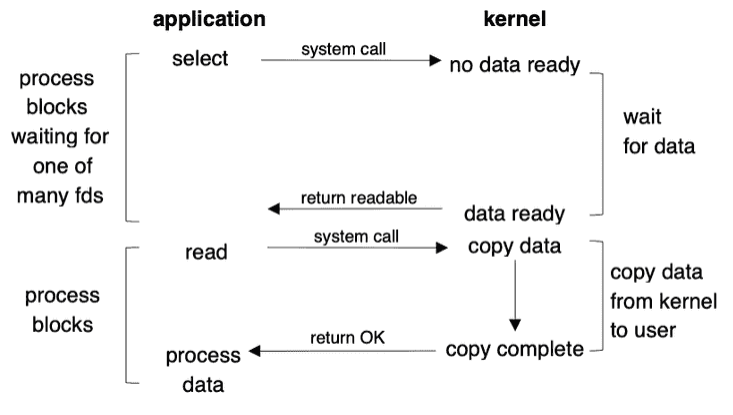 application
kernel
select
system call
no data ready
process
blocks
waiting for
one of
many fds
wait
for data
return readable
data ready
read
system call
copy data
process
blocks
copy data
from kernel
to user
return OK
copy complete
process
data